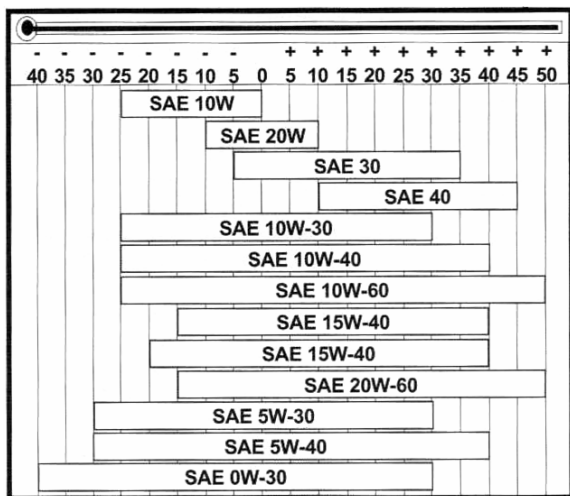 - - - - - - - - + + + + + + + + + +
40 35 30 25 20 15 10 5 0 5 10 15 20 25 30 35 40 45 50
SAE 10W
SAE 20W
SAE 30
SAE 40
SAE 10W-30
SAE 10W-40
SAE 10W-60
SAE 15W-40
SAE 15W-40
SAE 20W-60
SAE 5W-30
SAE 5W-40
SAE 0W-30